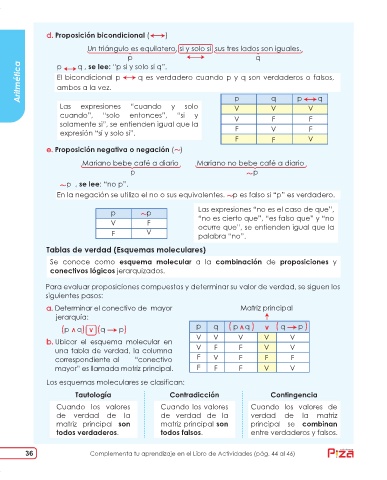 d. Proposición bicondicional (⟷)
Un triángulo es equilatero, si y solo si sus tres lados son iguales.
p ⟷ q
p ⟷ q , se lee: "p si y solo si q".
El bicondicional p ⟷ q es verdadero cuando p y q son verdaderos o falsos, ambos a la vez.
Las expresiones "cuando y solo
cuando", "solo entonces", "si y
solamente si", se entienden igual que la
expresión "si y solo si".
p q p ⟷ q
V V V
V F F
F V F
F F V
e. Proposición negativa o negación (~)
Mariano bebe café a diario. Mariano no bebe café a diario.
p ~p
~p , se lee: "no p".
En la negación se utiliza el no o sus equivalentes. ~p es falso si "p" es verdadero.
p ~p
V F
F V
Las expresiones "no es el caso de que",
"no es cierto que", "es falso que" y "no
ocurre que", se entienden igual que la
palabra "no".
Tablas de verdad (Esquemas moleculares)
Se conoce como esquema molecular a la combinación de proposiciones y
conectivos lógicos jerarquizados.
Para evaluar proposiciones compuestas y determinar su valor de verdad, se siguen los
siguientes pasos:
a. Determinar el conectivo de mayor
jerarquía:
(p ∧ q) ∨ (q → p)
b. Ubicar el esquema molecular en
una tabla de verdad, la columna
correspondiente al "conectivo
mayor" es llamada matriz principal.
Matriz principal
p q (p ∧ q) ∨ (q → p)
V V V V V
V F F V V
F V F F F
F F F V V
Los esquemas moleculares se clasifican:
Tautología
Cuando los valores
de verdad de la
matriz principal son
todos verdaderos.
Contradicción
Cuando los valores
de verdad de la
matriz principal son
todos falsos.
Contingencia
Cuando los valores de
verdad de la matriz
principal se combinan
entre verdaderos y falsos.
Aritmética
36
Complementa tu aprendizaje en el Libro de Actividades (pág. 44 al 46)